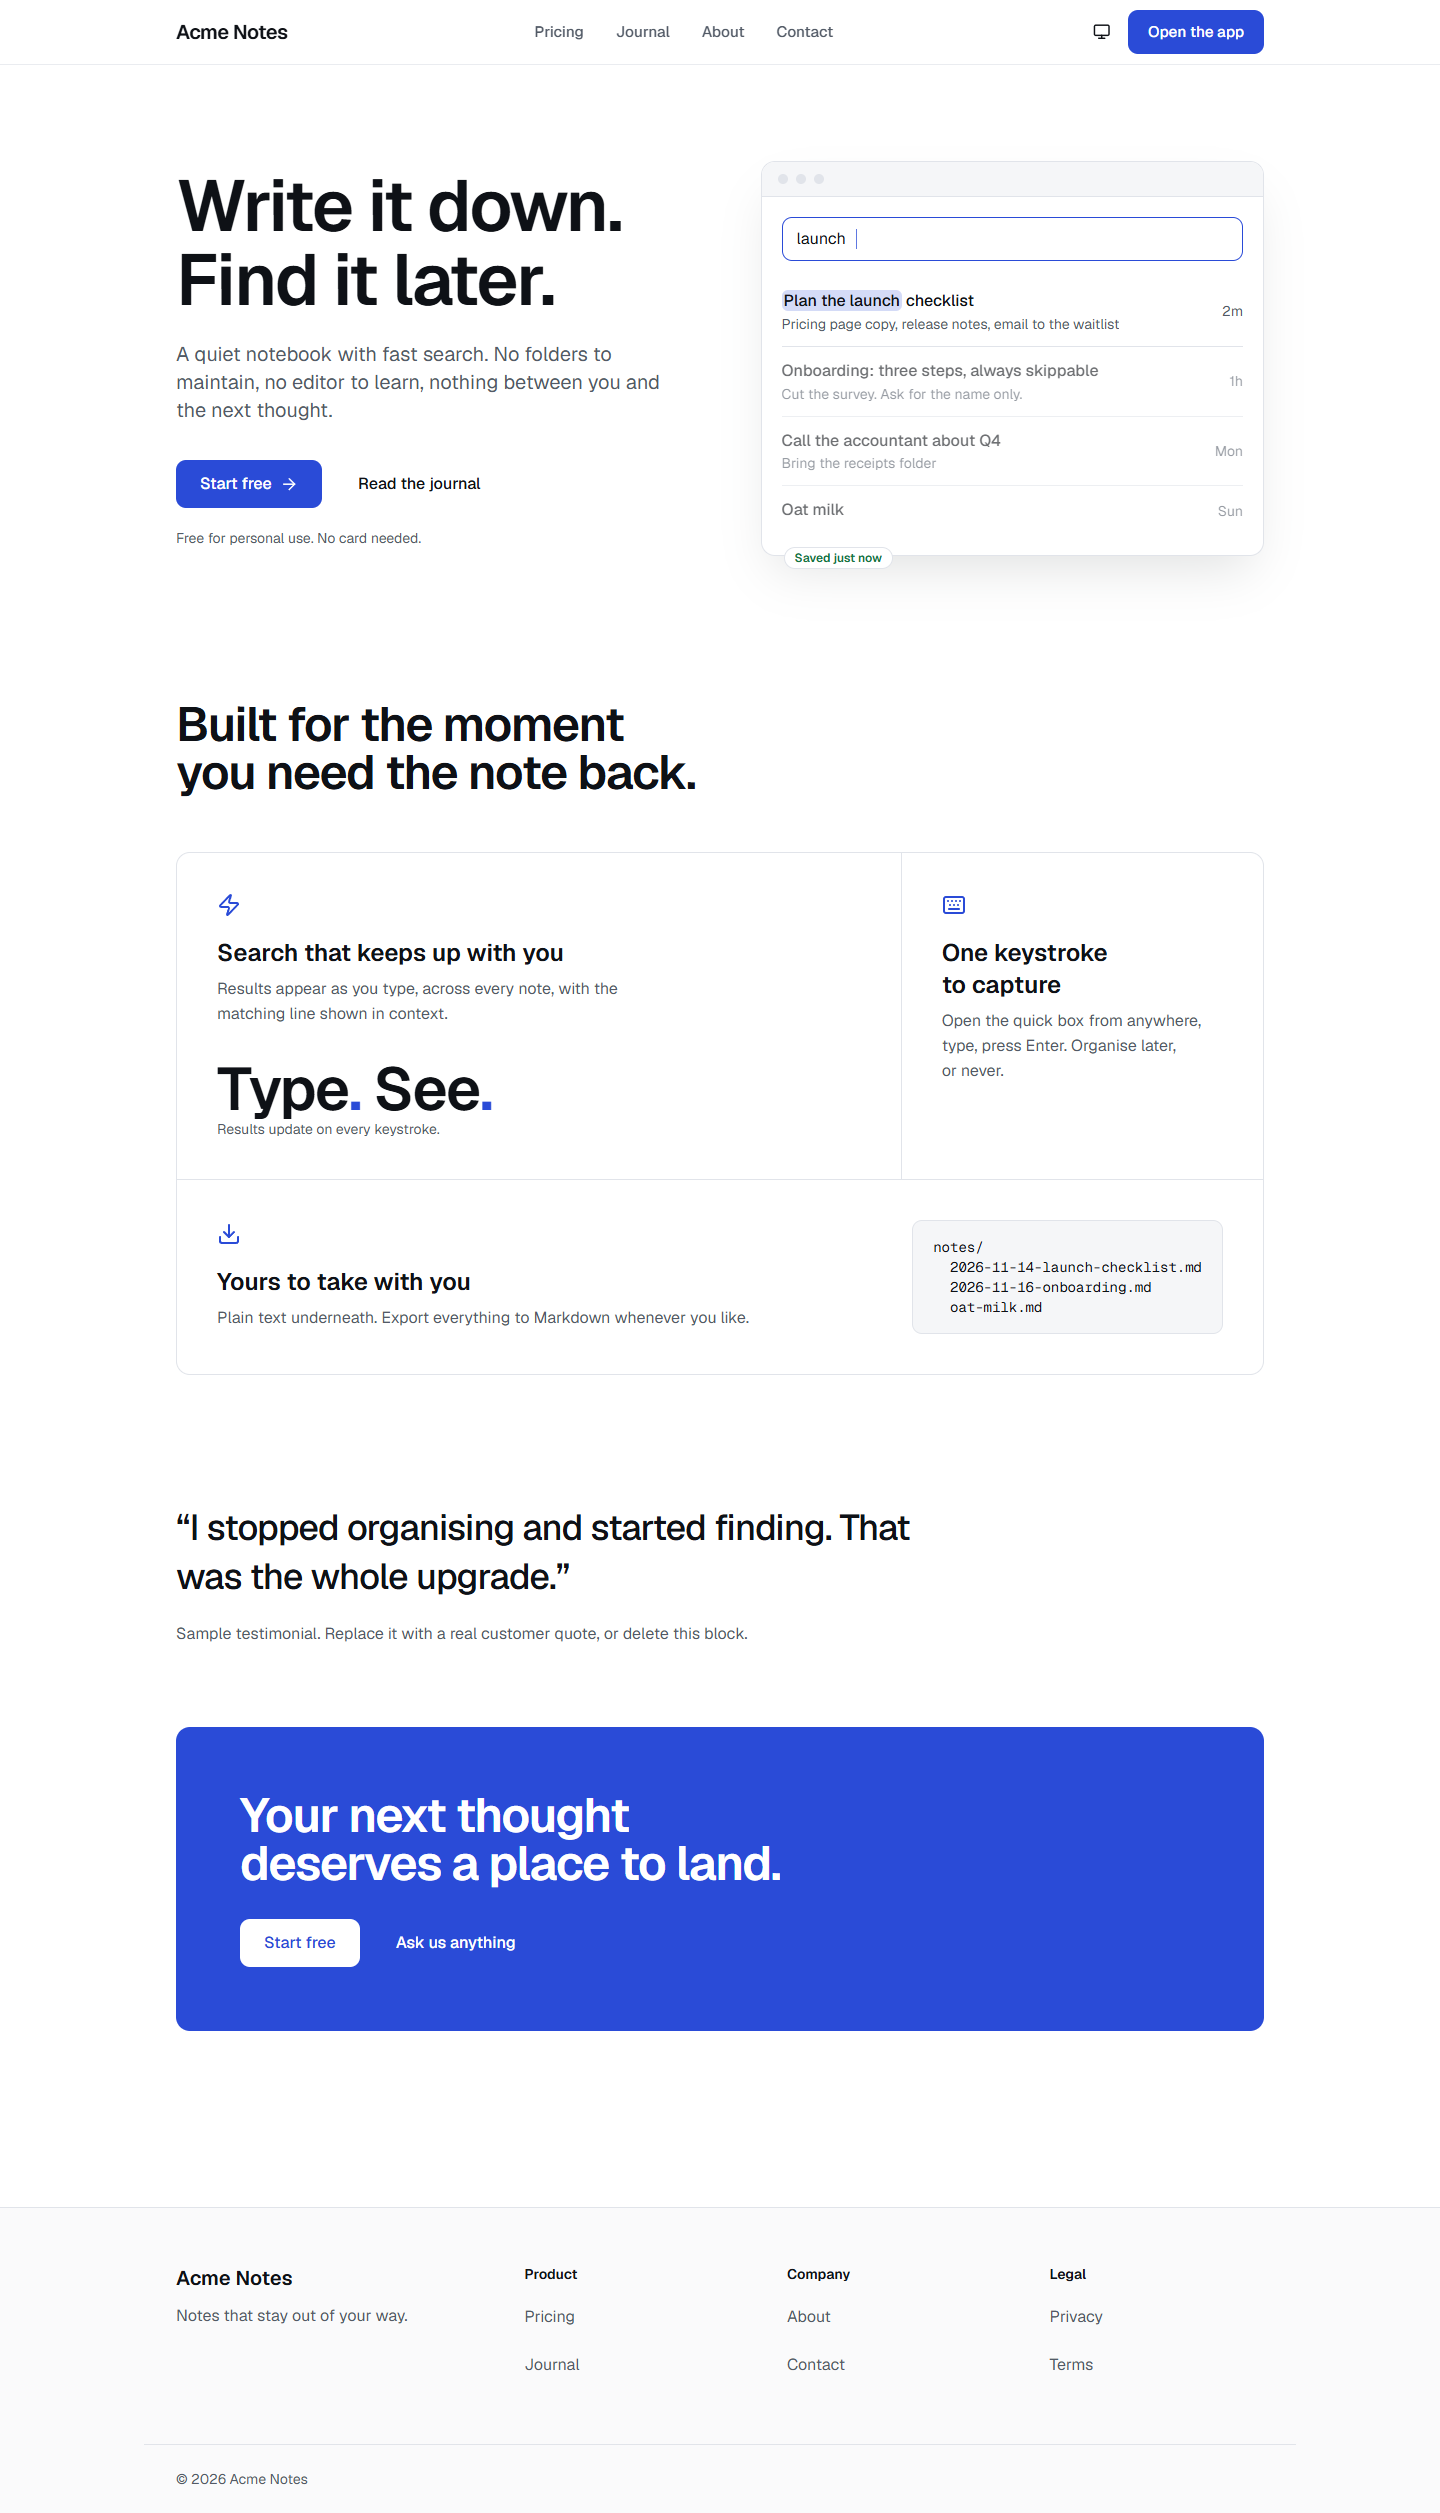 Acme Notes
Pricing
Journal
About
Contact
Open the app
Write it down.
Find it later.
A quiet notebook with fast search. No folders to
maintain, no editor to learn, nothing between you and
the next thought.
Start free
Read the journal
Free for personal use. No card needed.
launch
Plan the launch checklist
2m
Pricing page copy, release notes, email to the waitlist
Onboarding: three steps, always skippable
1h
Cut the survey. Ask for the name only.
Call the accountant about Q4
Mon
Bring the receipts folder
Oat milk
Sun
Saved just now
Built for the moment
you need the note back.
Search that keeps up with you
Results appear as you type, across every note, with the
matching line shown in context.
Type. See.
Results update on every keystroke.
One keystroke
to capture
Open the quick box from anywhere,
type, press Enter. Organise later,
or never.
Yours to take with you
Plain text underneath. Export everything to Markdown whenever you like.
notes/
2026-11-14-launch-checklist.md
2026-11-16-onboarding.md
oat-milk.md
“I stopped organising and started finding. That
was the whole upgrade.”
Sample testimonial. Replace it with a real customer quote, or delete this block.
Your next thought
deserves a place to land.
Start free
Ask us anything
Acme Notes
Notes that stay out of your way.
Product
Pricing
Journal
Company
About
Contact
Legal
Privacy
Terms
© 2026 Acme Notes